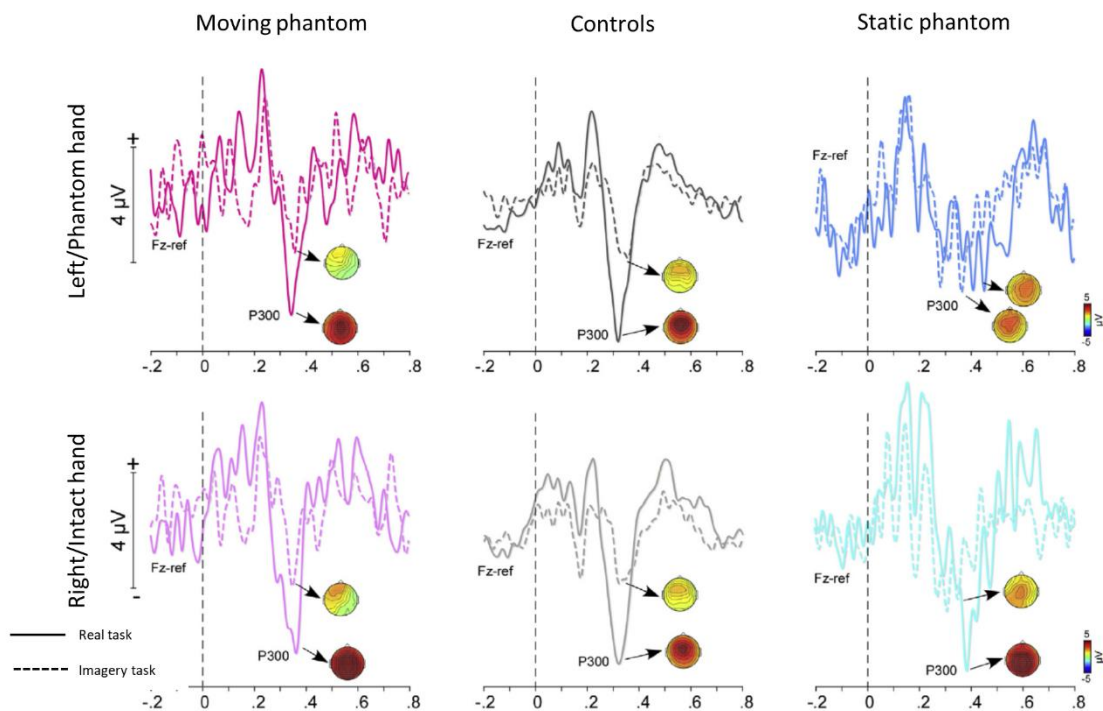 Moving phantom
Controls
Static phantom
Left/Phantom hand
+
4 µV
Fz-ref
P300
-.2 0 .2 .4 .6 .8
Fz-ref
P300
-.2 0 .2 .4 .6 .8
Fz-ref
P300
5
µV
-5
-.2 0 .2 .4 .6 .8
Right/Intact hand
+
4 µV
-
Fz-ref
P300
-.2 0 .2 .4 .6 .8
Fz-ref
P300
-.2 0 .2 .4 .6 .8
Fz-ref
P300
5
µV
-5
-.2 0 .2 .4 .6 .8
Real task
Imagery task